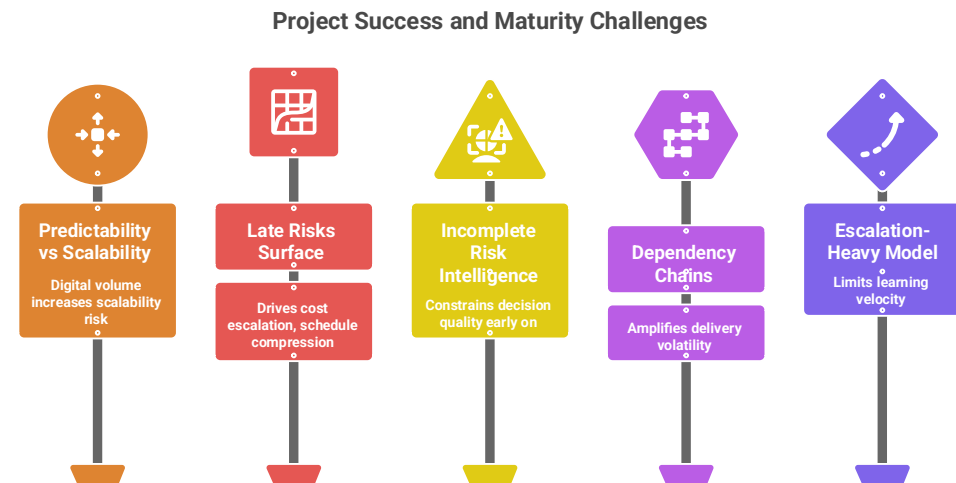 Project Success and Maturity Challenges
Predictability
vs Scalability
Digital volume
increases scalability
risk
Late Risks
Surface
Drives cost
escalation, schedule
compression
Incomplete
Risk
Intelligence
Constrains decision
quality early on
Dependency
Chains
Amplifies delivery
volatility
Escalation-
Heavy Model
Limits learning
velocity